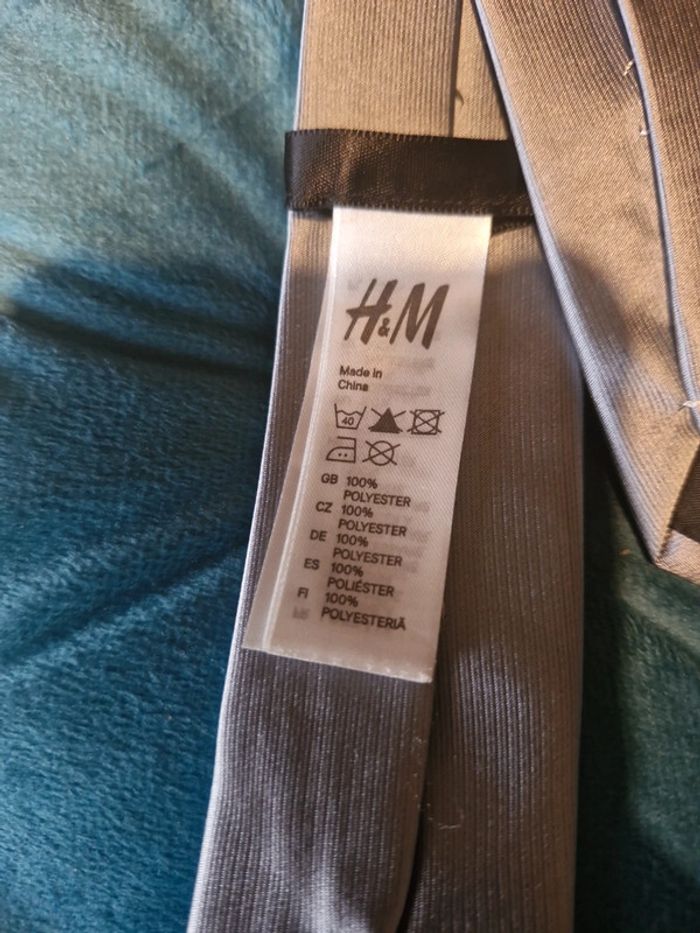 H&M
Made in
China
40
GB 100%
POLYESTER
CZ 100%
POLYESTER
DE 100%
POLYESTER
ES 100%
POLIÉSTER
FI 100%
POLYESTERIÄ